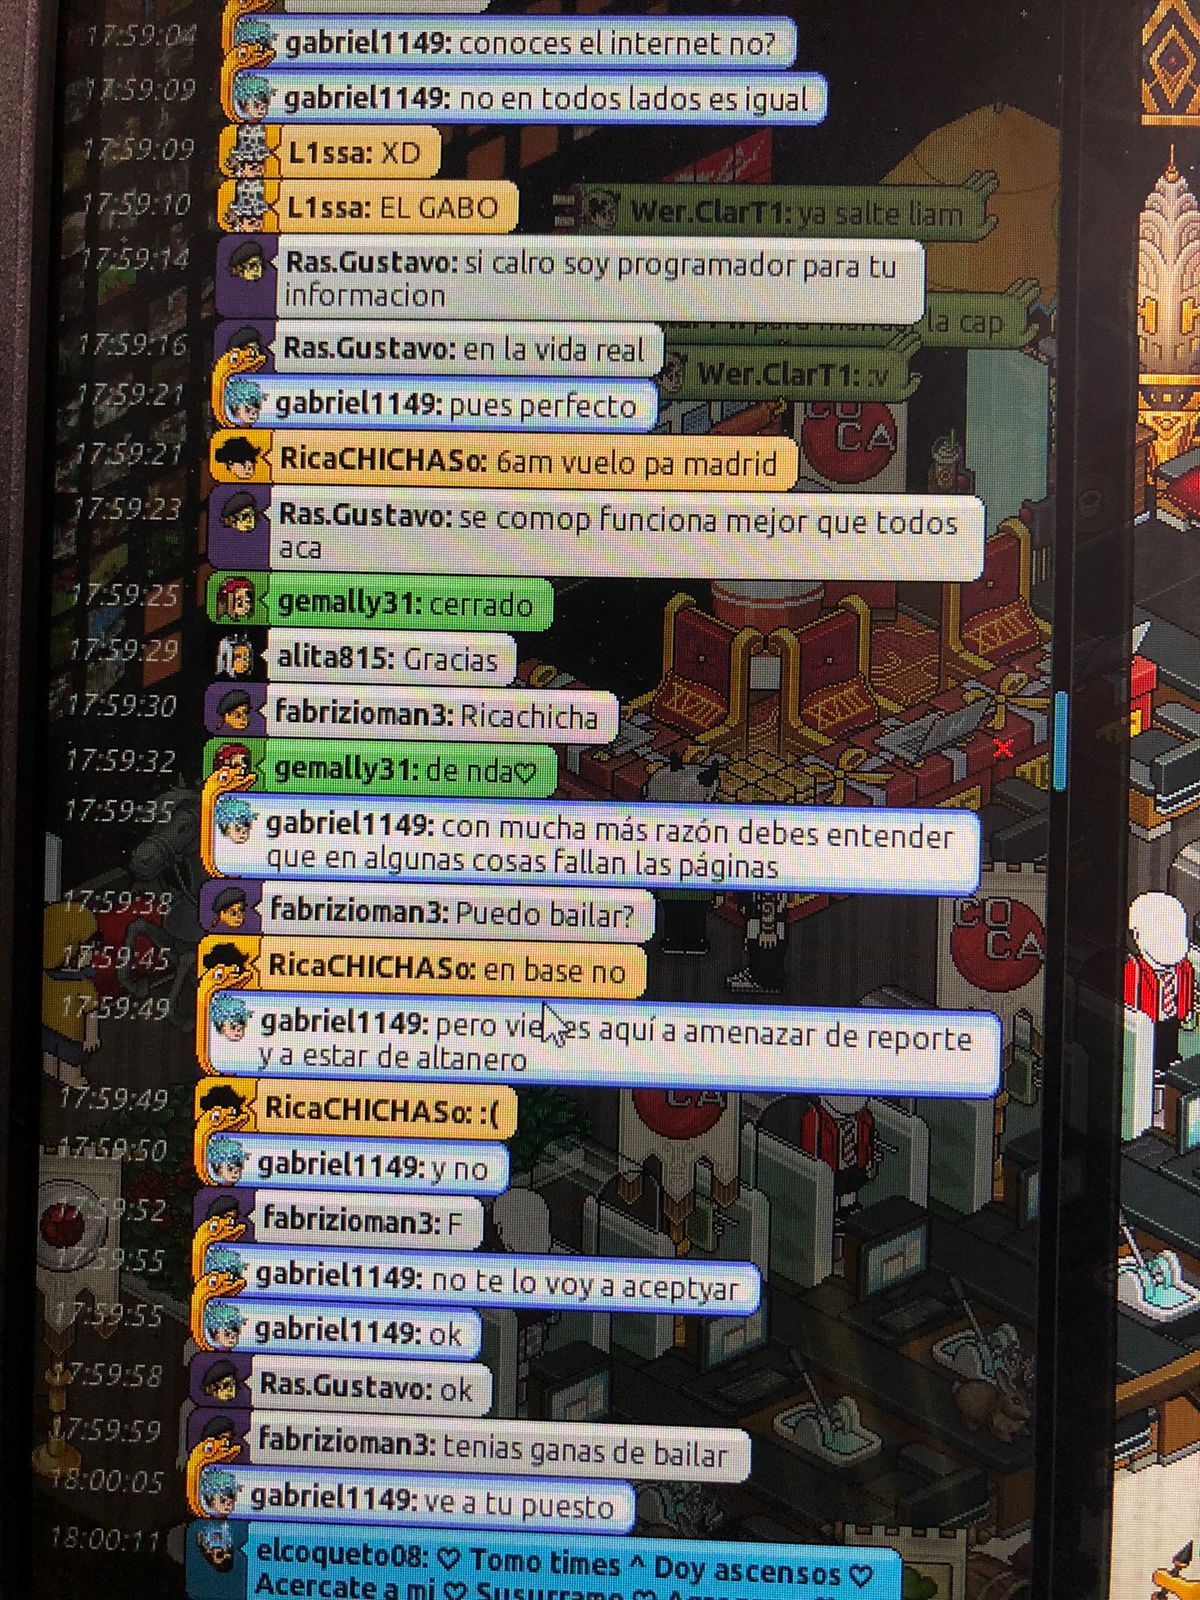 17:59:04 gabriel1149: conoces el internet no?
17:59:09 gabriel1149: no en todos lados es igual
17:59:09 L1ssa: XD
17:59:10 L1ssa: EL GABO
Wer.ClarT1: ya salte liam
17:59:14 Ras.Gustavo: si calro soy programador para tu
informacion
la cap
17:59:16 Ras.Gustavo: en la vida real
Wer.ClarT1: :v
17:59:21 gabriel1149: pues perfecto
COCA
17:59:21 RicaCHICHASo: 6am vuelo pa madrid
17:59:23 Ras.Gustavo: se comop funciona mejor que todos
aca
17:59:25 gemally31: cerrado
17:59:29 alita815: Gracias
XVIII
XVIII
XVIII
17:59:30 fabrizioman3: Ricachicha
17:59:32 gemally31: de nda♡
17:59:35 gabriel1149: con mucha más razón debes entender
que en algunas cosas fallan las páginas
17:59:38 fabrizioman3: Puedo bailar?
COCA
17:59:45 RicaCHICHASo: en base no
17:59:49 gabriel1149: pero vienes aquí a amenazar de reporte
y a estar de altanero
17:59:49 RicaCHICHASo: :(
CA
17:59:50 gabriel1149: y no
17:59:52 fabrizioman3: F
17:59:55 gabriel1149: no te lo voy a aceptyar
17:59:55 gabriel1149: ok
17:59:58 Ras.Gustavo: ok
17:59:59 fabrizioman3: tenias ganas de bailar
18:00:05 gabriel1149: ve a tu puesto
18:00:11 elcoqueto08: ♡ Tomo times ^ Doy ascensos ♡
Acercate a mi ♡ Susurrame ♡